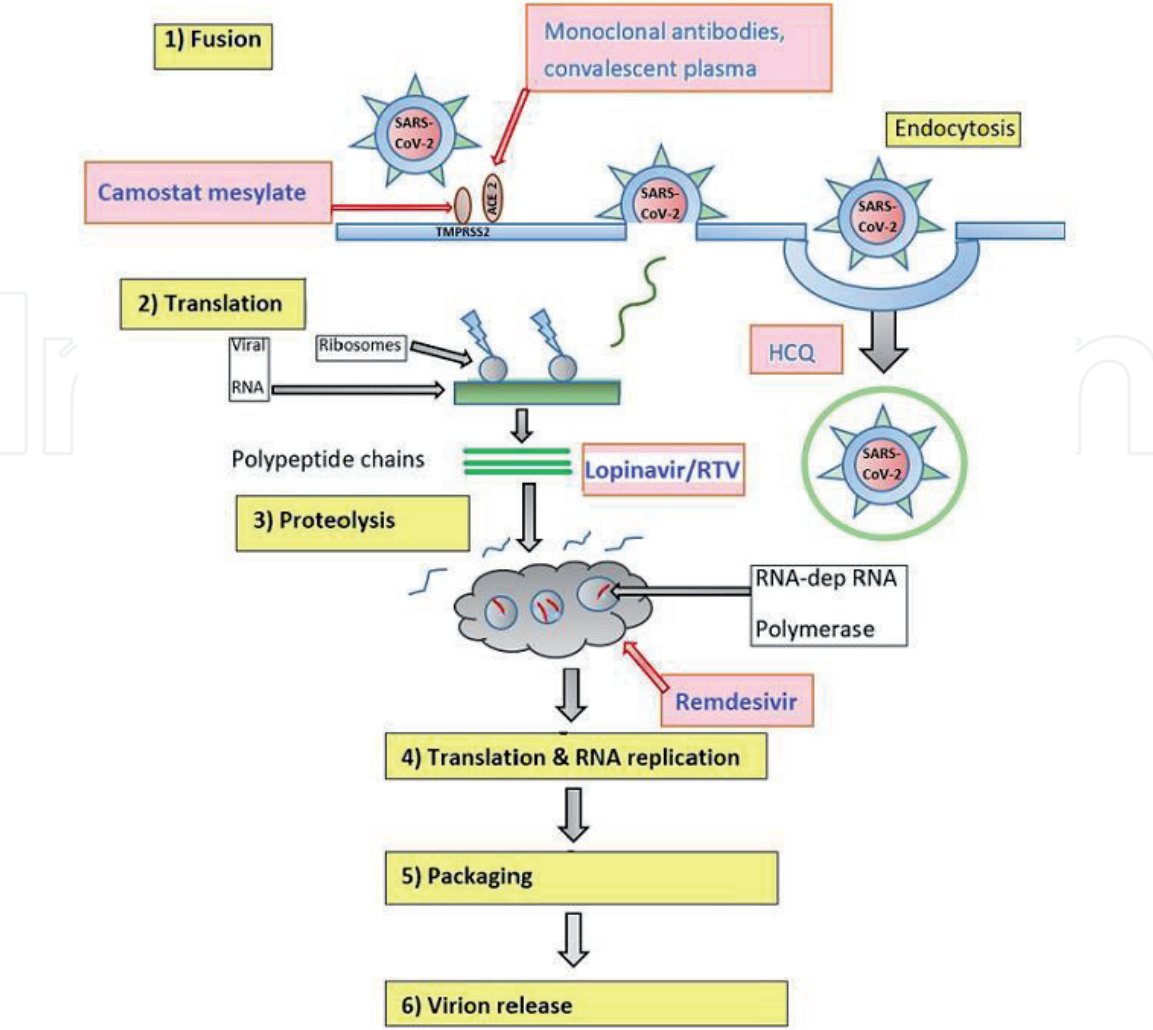 1) Fusion
Monoclonal antibodies,
convalescent plasma
SARS-
CoV-2
Endocytosis
Camostat mesylate
ACE 2
TMPRSS2
SARS-
CoV-2
SARS-
CoV-2
2) Translation
Viral
RNA
Ribosomes
HCQ
Polypeptide chains
Lopinavir/RTV
SARS-
CoV-2
3) Proteolysis
RNA-dep RNA
Polymerase
Remdesivir
4) Translation & RNA replication
5) Packaging
6) Virion release